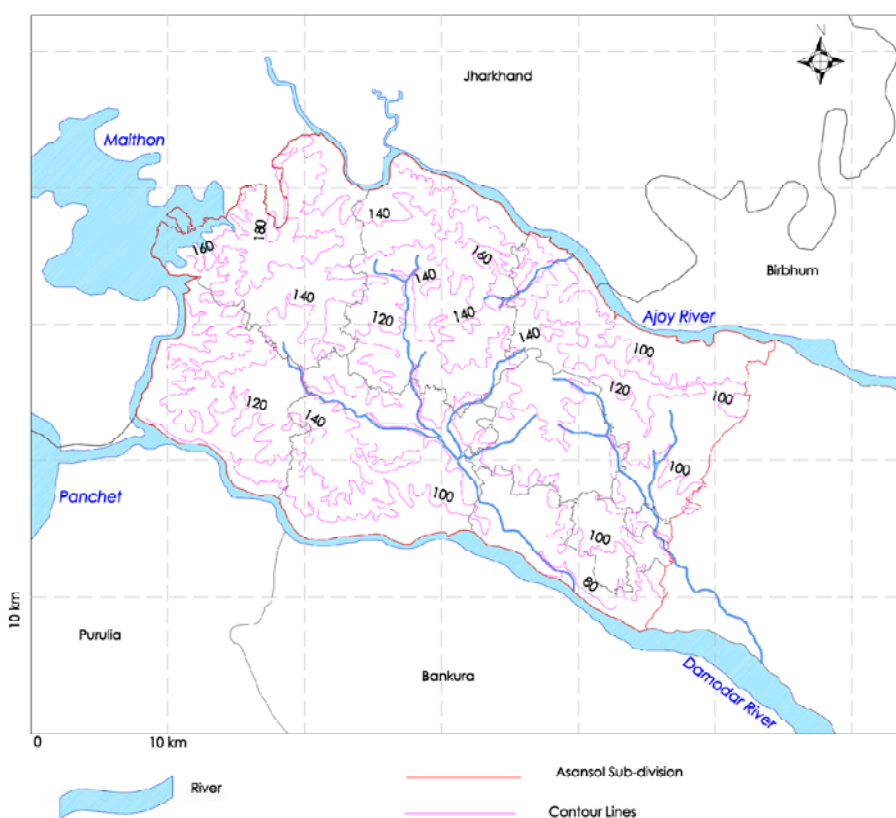 N
Jharkhand
Maithon
140
180
160
160
Birbhum
140
140
120
140
Ajoy River
140
100
120
120
100
140
100
100
Panchet
100
80
10 km
Purulia
Bankura
Damodar River
0
10 km
River
Asansol Sub-division
Contour Lines